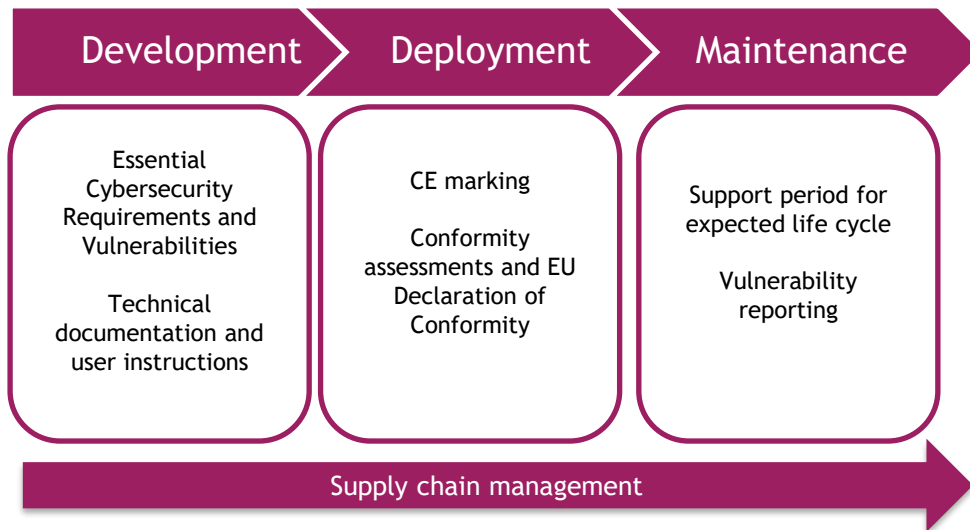 Development
Deployment
Maintenance
Essential
Cybersecurity
Requirements and
Vulnerabilities
Technical
documentation and
user instructions
CE marking
Conformity
assessments and EU
Declaration of
Conformity
Support period for
expected life cycle
Vulnerability
reporting
Supply chain management